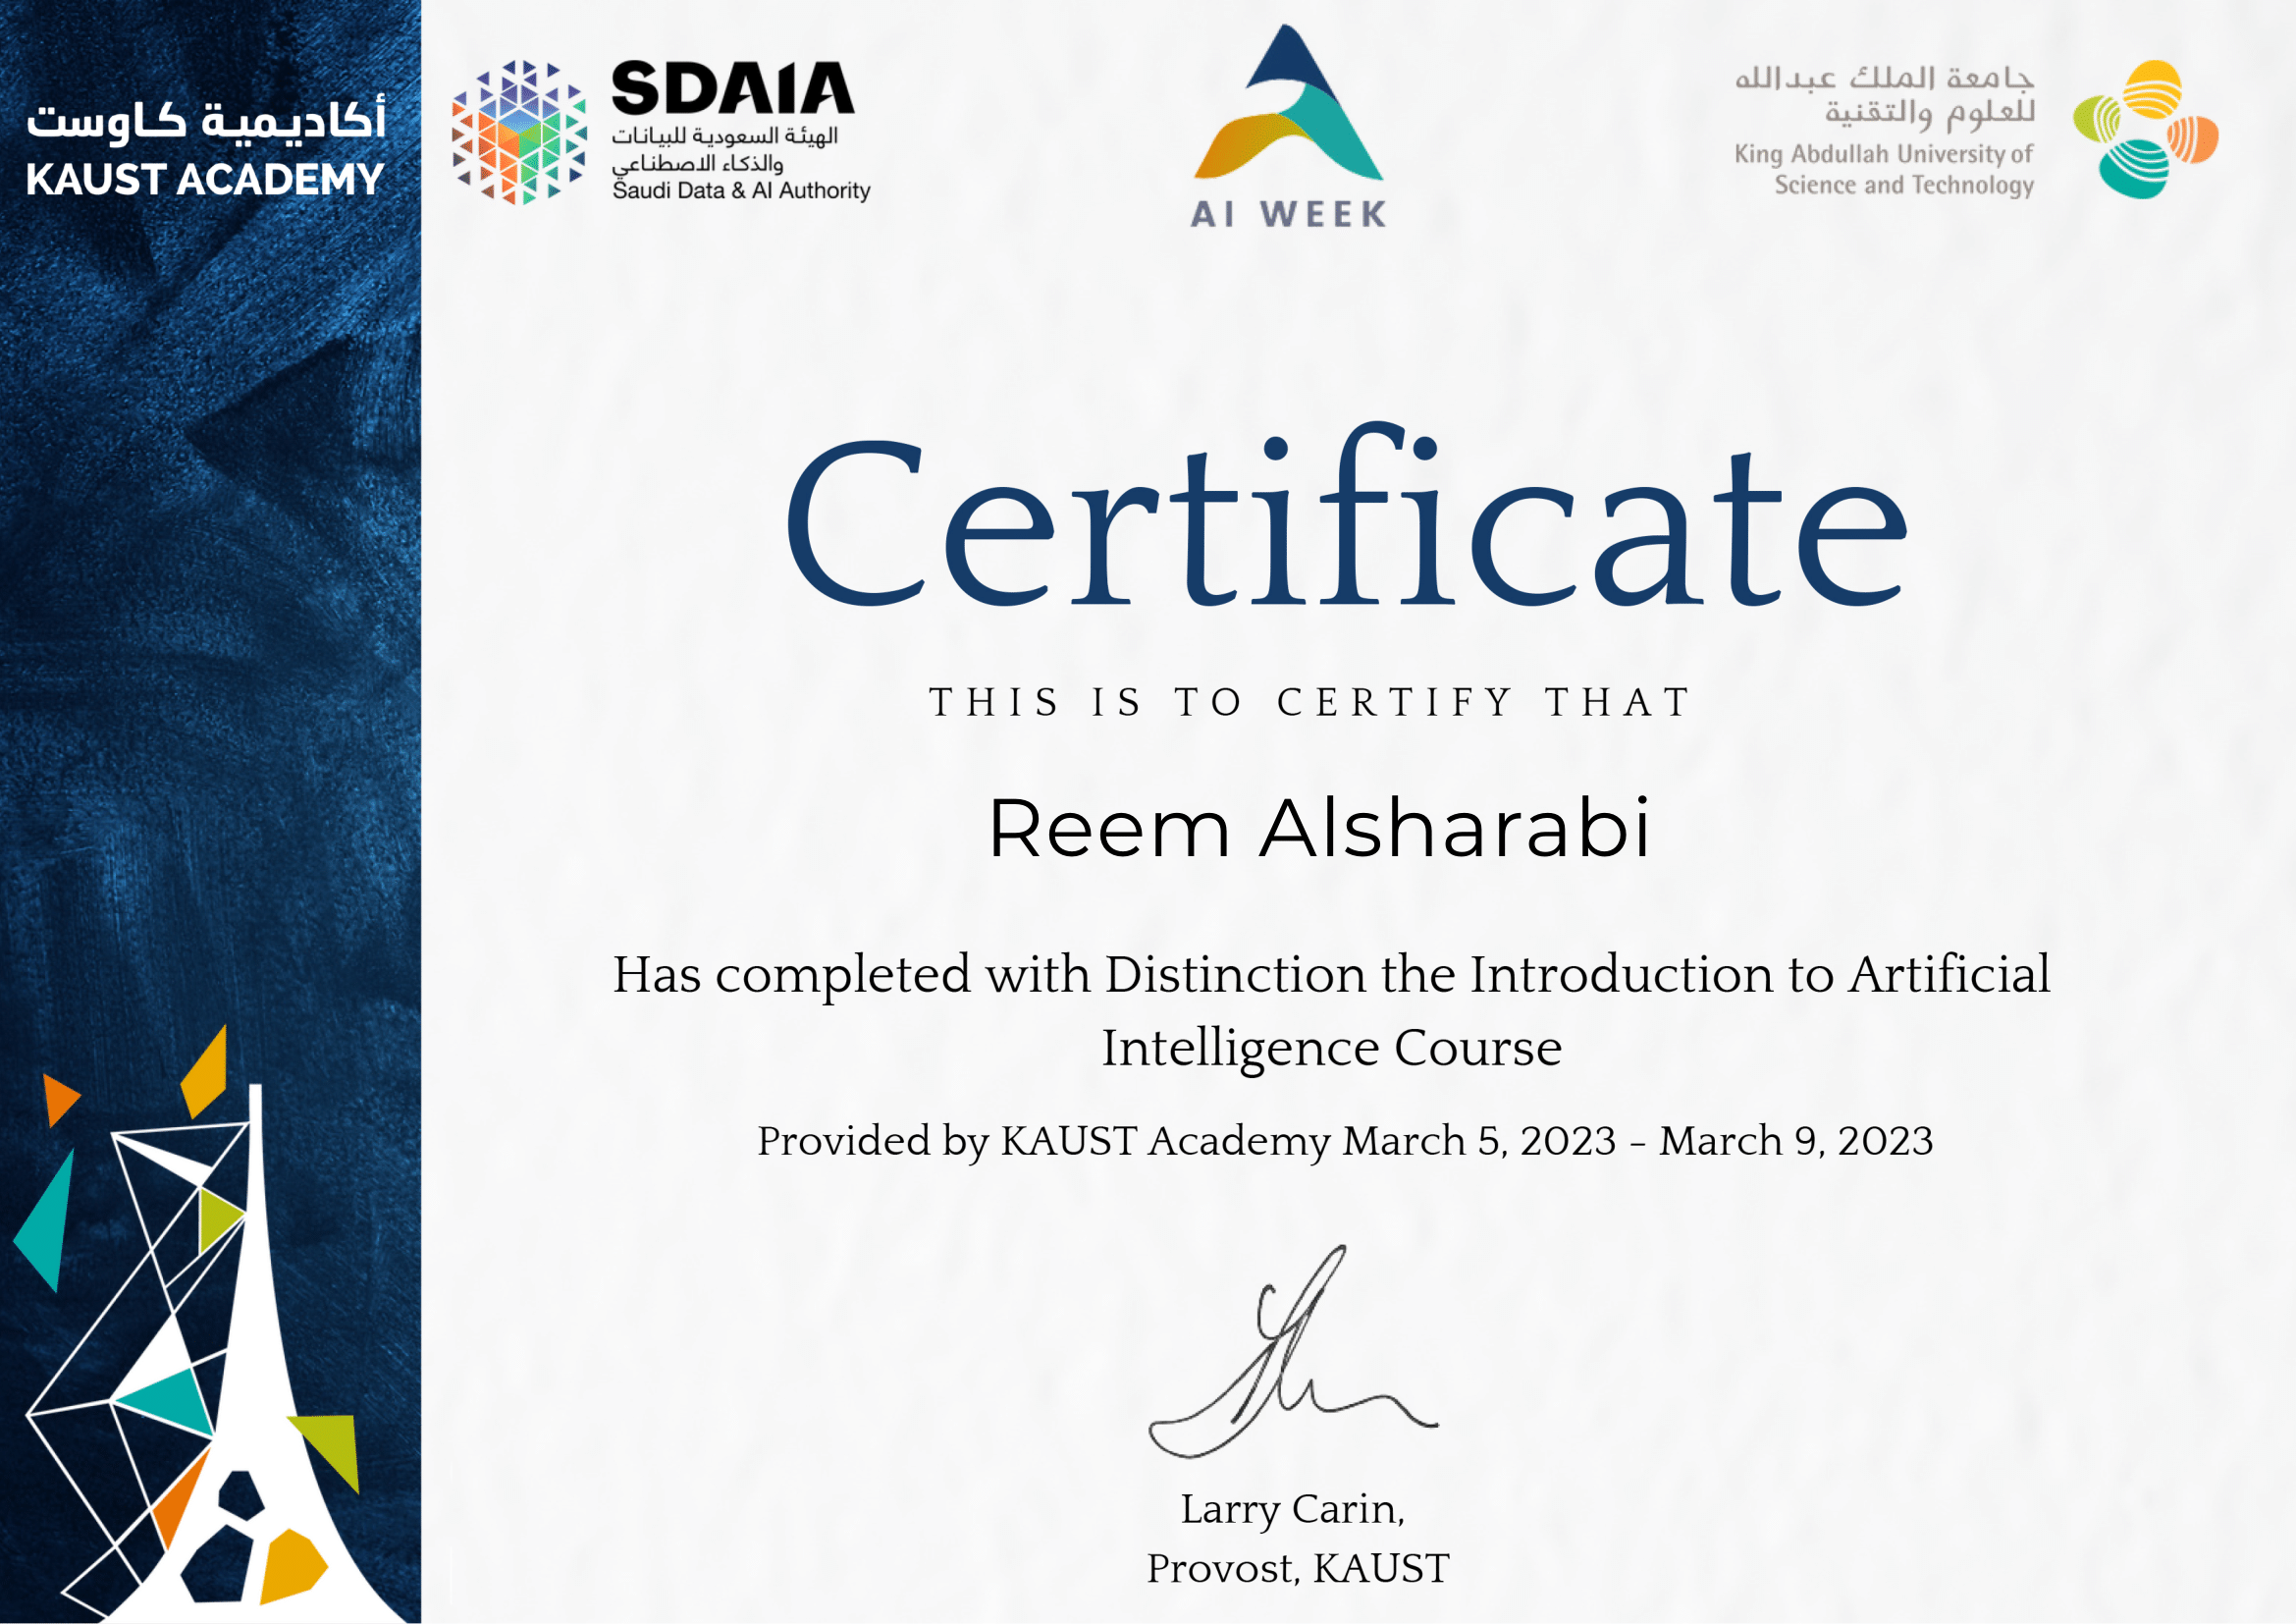 أكاديمية كاوست
KAUST ACADEMY
SDAIA
الهيئة السعودية للبيانات
والذكاء الاصطناعي
Saudi Data & AI Authority
AI WEEK
جامعة الملك عبدالله
للعلوم والتقنية
King Abdullah University of
Science and Technology
Certificate
THIS IS TO CERTIFY THAT
Reem Alsharabi
Has completed with Distinction the Introduction to Artificial
Intelligence Course
Provided by KAUST Academy March 5, 2023 - March 9, 2023
Larry Carin,
Provost, KAUST